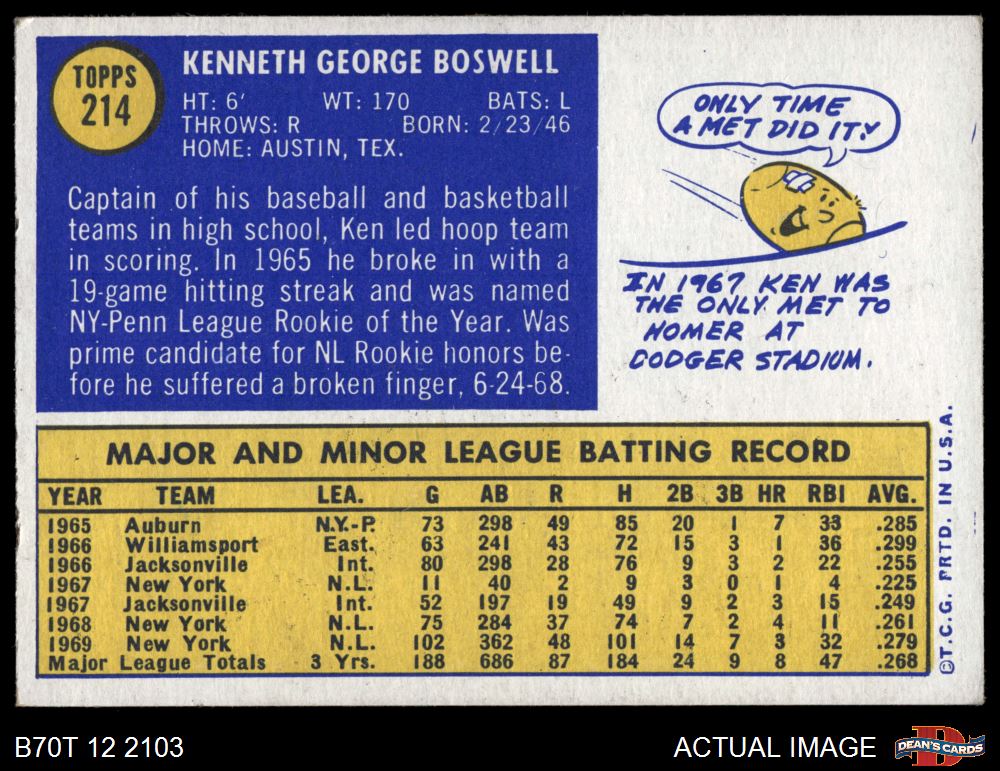 TOPPS
214
KENNETH GEORGE BOSWELL
HT: 6' WT: 170 BATS: L
THROWS: R BORN: 2/23/46
HOME: AUSTIN, TEX.
Captain of his baseball and basketball
teams in high school, Ken led hoop team
in scoring. In 1965 he broke in with a
19-game hitting streak and was named
NY-Penn League Rookie of the Year. Was
prime candidate for NL Rookie honors be-
fore he suffered a broken finger, 6-24-68.
ONLY TIME
A MET DID IT!
IN 1967 KEN WAS
THE ONLY MET TO
HOMER AT
DODGER STADIUM.
MAJOR AND MINOR LEAGUE BATTING RECORD
YEAR TEAM LEA. G AB R H 2B 3B HR RBI AVG.
1965 Auburn N.Y.-P. 73 298 49 85 20 1 7 33 .285
1966 Williamsport East. 63 241 43 72 15 3 1 36 .299
1966 Jacksonville Int. 80 298 28 76 9 3 2 22 .255
1967 New York N.L. 11 40 2 9 3 0 1 4 .225
1967 Jacksonville Int. 52 197 19 49 9 2 3 15 .249
1968 New York N.L. 75 284 37 74 7 2 4 11 .261
1969 New York N.L. 102 362 48 101 14 7 3 32 .279
Major League Totals 3 Yrs. 188 686 87 184 24 9 8 47 .268
©T.C.G. PRTD. IN U.S.A.
B70T 12 2103
ACTUAL IMAGE
DEAN'S CARDS